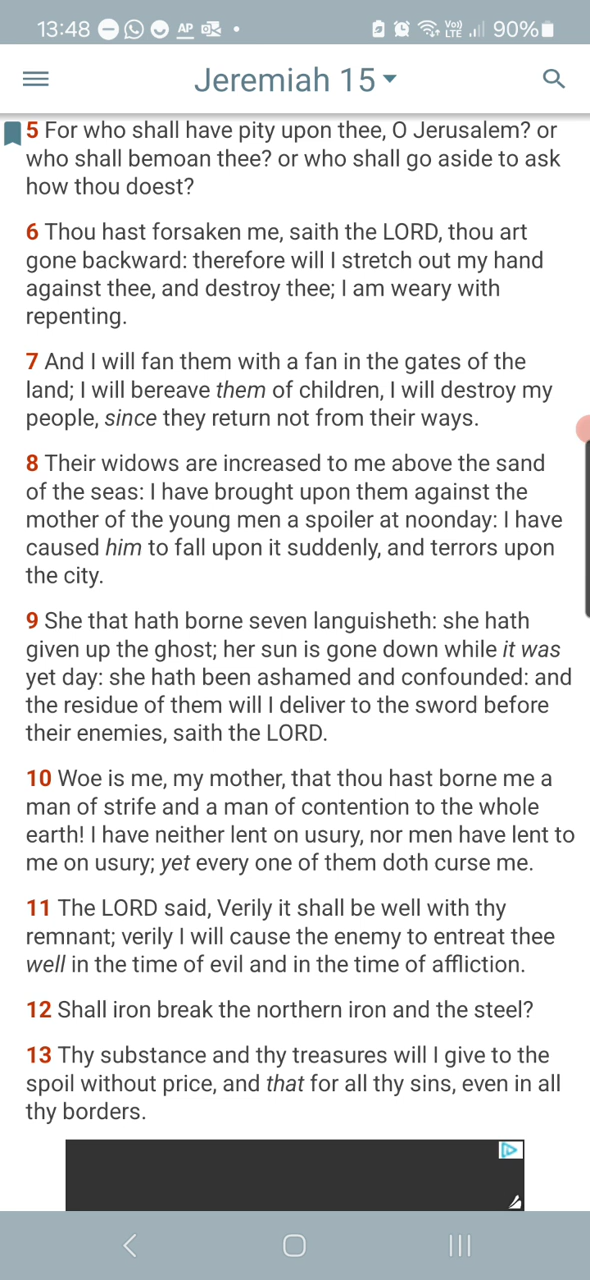 13:48 AP Vo)) LTE 90%
Jeremiah 15
5 For who shall have pity upon thee, O Jerusalem? or
who shall bemoan thee? or who shall go aside to ask
how thou doest?
6 Thou hast forsaken me, saith the LORD, thou art
gone backward: therefore will I stretch out my hand
against thee, and destroy thee; I am weary with
repenting.
7 And I will fan them with a fan in the gates of the
land; I will bereave them of children, I will destroy my
people, since they return not from their ways.
8 Their widows are increased to me above the sand
of the seas: I have brought upon them against the
mother of the young men a spoiler at noonday: I have
caused him to fall upon it suddenly, and terrors upon
the city.
9 She that hath borne seven languisheth: she hath
given up the ghost; her sun is gone down while it was
yet day: she hath been ashamed and confounded: and
the residue of them will I deliver to the sword before
their enemies, saith the LORD.
10 Woe is me, my mother, that thou hast borne me a
man of strife and a man of contention to the whole
earth! I have neither lent on usury, nor men have lent to
me on usury; yet every one of them doth curse me.
11 The LORD said, Verily it shall be well with thy
remnant; verily I will cause the enemy to entreat thee
well in the time of evil and in the time of affliction.
12 Shall iron break the northern iron and the steel?
13 Thy substance and thy treasures will I give to the
spoil without price, and that for all thy sins, even in all
thy borders.